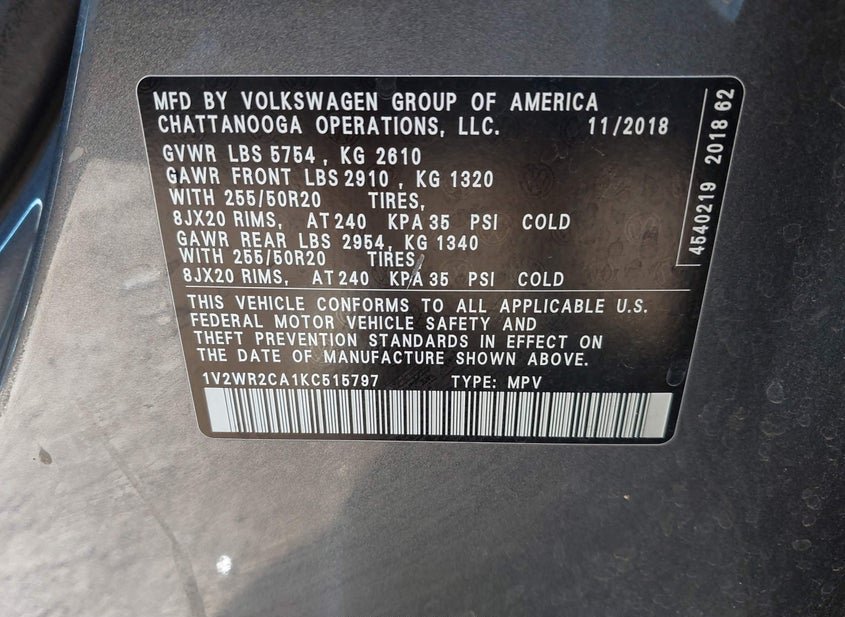 MFD BY VOLKSWAGEN GROUP OF AMERICA
CHATTANOOGA OPERATIONS, LLC. 11/2018
GVWR LBS 5754 , KG 2610
GAWR FRONT LBS 2910 , KG 1320
WITH 255/50R20 TIRES,
8JX20 RIMS, AT 240 KPA 35 PSI COLD
GAWR REAR LBS 2954, KG 1340
WITH 255/50R20 TIRES,
8JX20 RIMS, AT 240 KPA 35 PSI COLD
THIS VEHICLE CONFORMS TO ALL APPLICABLE U.S.
FEDERAL MOTOR VEHICLE SAFETY AND
THEFT PREVENTION STANDARDS IN EFFECT ON
THE DATE OF MANUFACTURE SHOWN ABOVE.
1V2WR2CA1KC515797 TYPE: MPV
4540219 2018 62